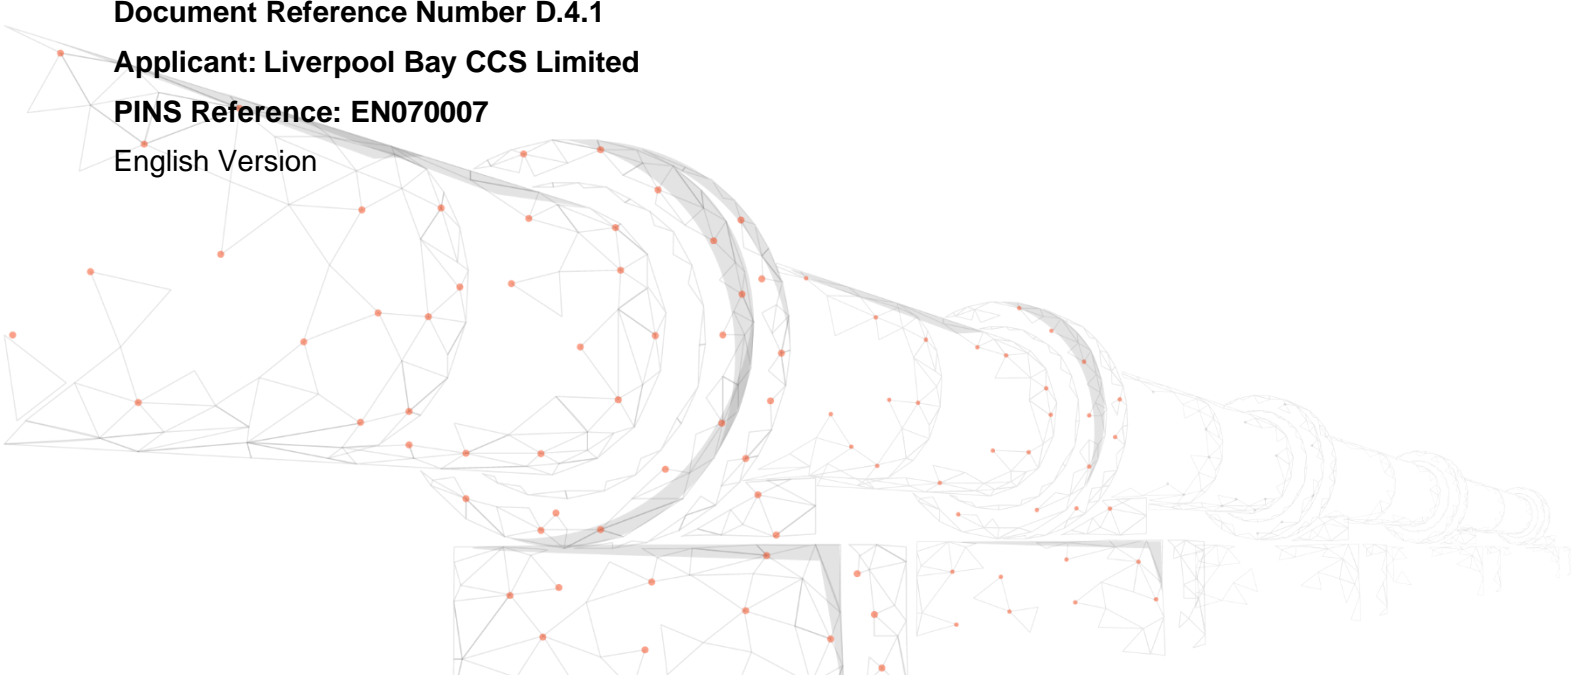 Document Reference Number D.4.1
Applicant: Liverpool Bay CCS Limited
PINS Reference: EN070007
English Version